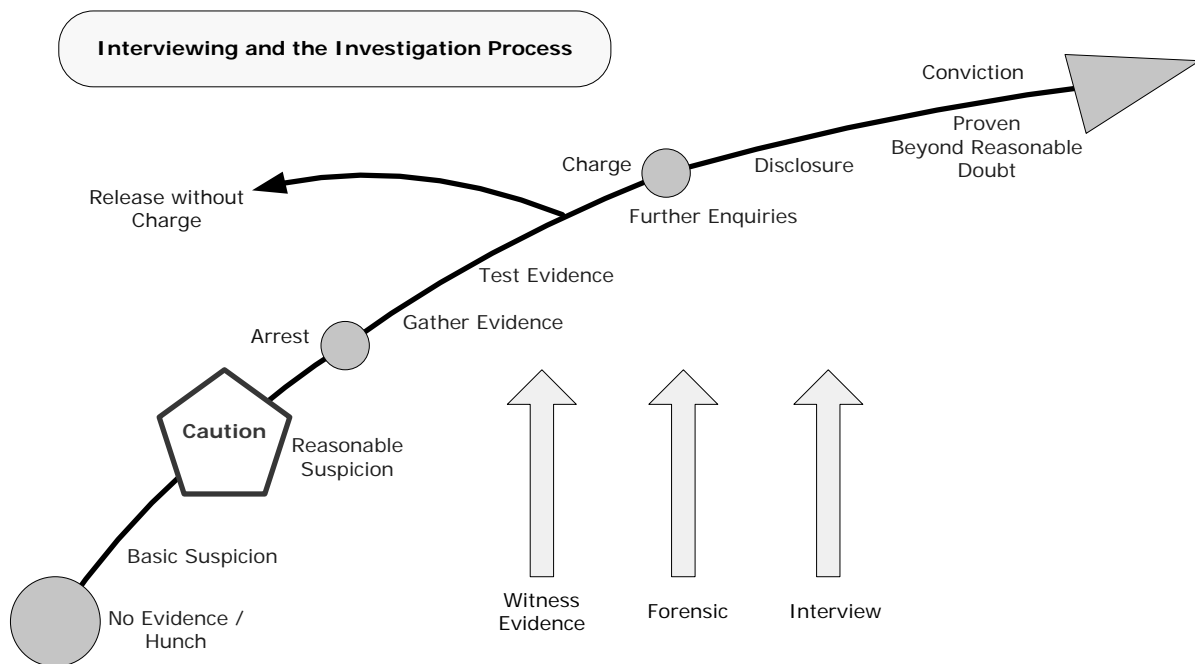 Interviewing and the Investigation Process
Conviction
Proven
Beyond Reasonable
Doubt
Charge
Disclosure
Release without
Charge
Further Enquiries
Test Evidence
Gather Evidence
Arrest
Caution
Reasonable
Suspicion
Basic Suspicion
No Evidence /
Hunch
Witness
Evidence
Forensic
Interview